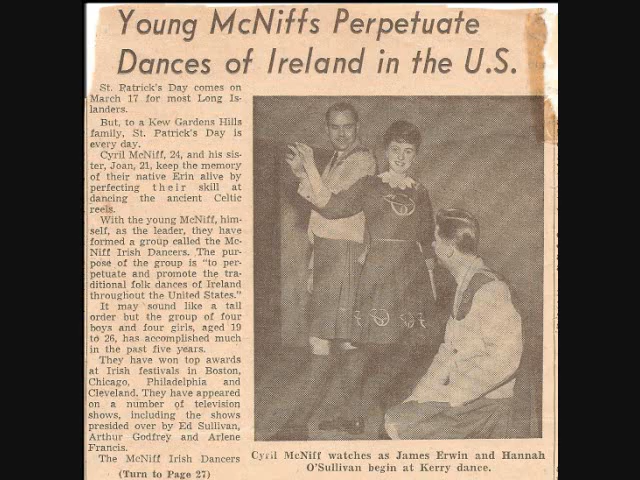 Young McNiffs Perpetuate
Dances of Ireland in the U.S.
St. Patrick's Day comes on
March 17 for most Long Is-
landers.
But, to a Kew Gardens Hills
family, St. Patrick's Day is
every day.
Cyril McNiff, 24, and his sis-
ter, Joan, 21, keep the memory
of their native Erin alive by
perfecting their skill at
dancing the ancient Celtic
reels.
With the young McNiff, him-
self, as the leader, they have
formed a group called the Mc-
Niff Irish Dancers. The pur-
pose of the group is "to per-
petuate and promote the tra-
ditional folk dances of Ireland
throughout the United States."
It may sound like a tall
order but the group of four
boys and four girls, aged 19
to 26, has accomplished much
in the past five years.
They have won top awards
at Irish festivals in Boston,
Chicago, Philadelphia and
Cleveland. They have appeared
on a number of television
shows, including the shows
presided over by Ed Sullivan,
Arthur Godfrey and Arlene
Francis.
The McNiff Irish Dancers
(Turn to Page 27)
Cyril McNiff watches as James Erwin and Hannah
O'Sullivan begin at Kerry dance.